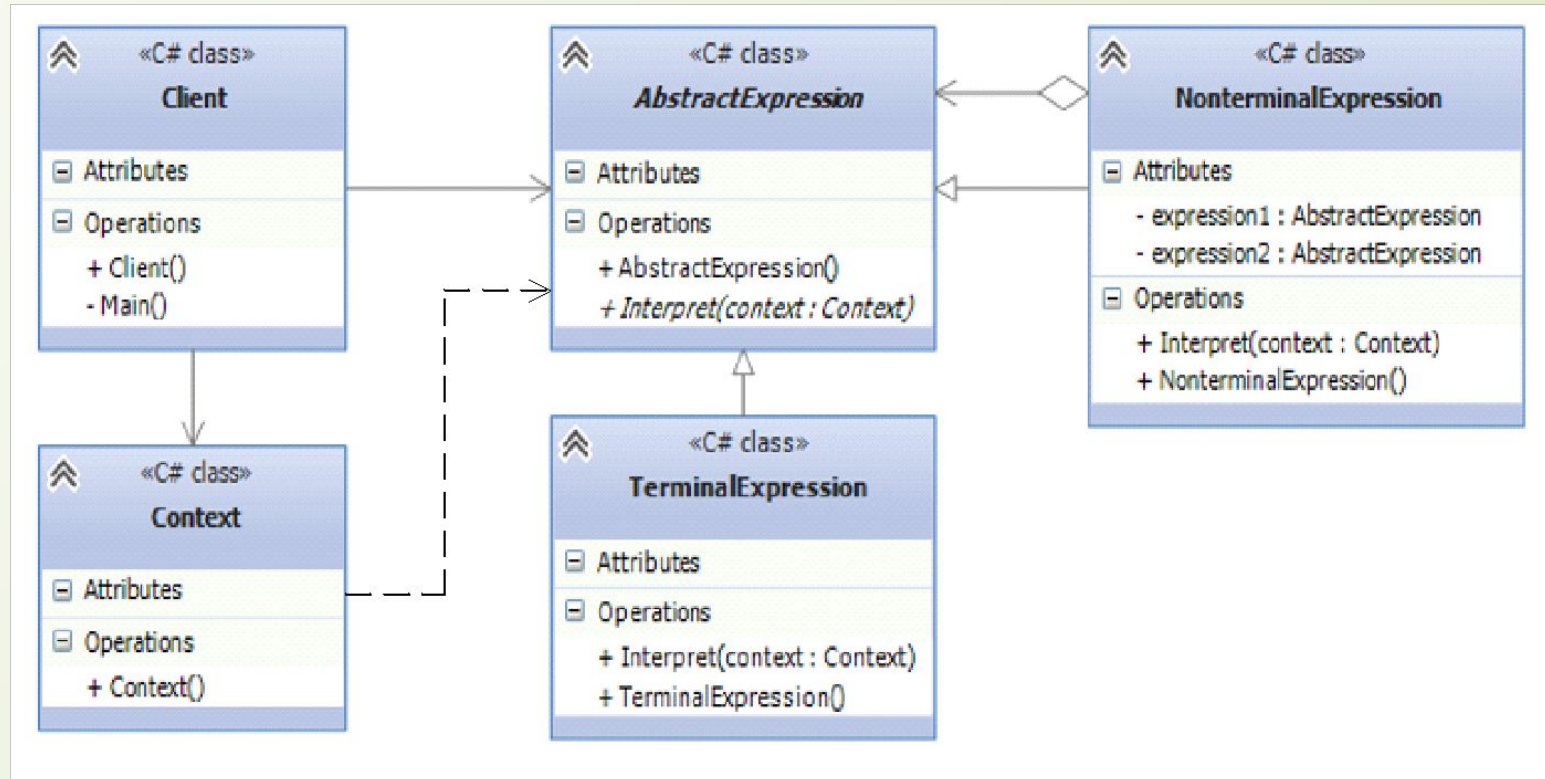 «C# class»
Client
Attributes
Operations
+ Client()
- Main()
«C# class»
AbstractExpression
Attributes
Operations
+ AbstractExpression()
+ Interpret(context : Context)
«C# class»
NonterminalExpression
Attributes
- expression1 : AbstractExpression
- expression2 : AbstractExpression
Operations
+ Interpret(context : Context)
+ NonterminalExpression()
«C# class»
Context
Attributes
Operations
+ Context()
«C# class»
TerminalExpression
Attributes
Operations
+ Interpret(context : Context)
+ TerminalExpression()